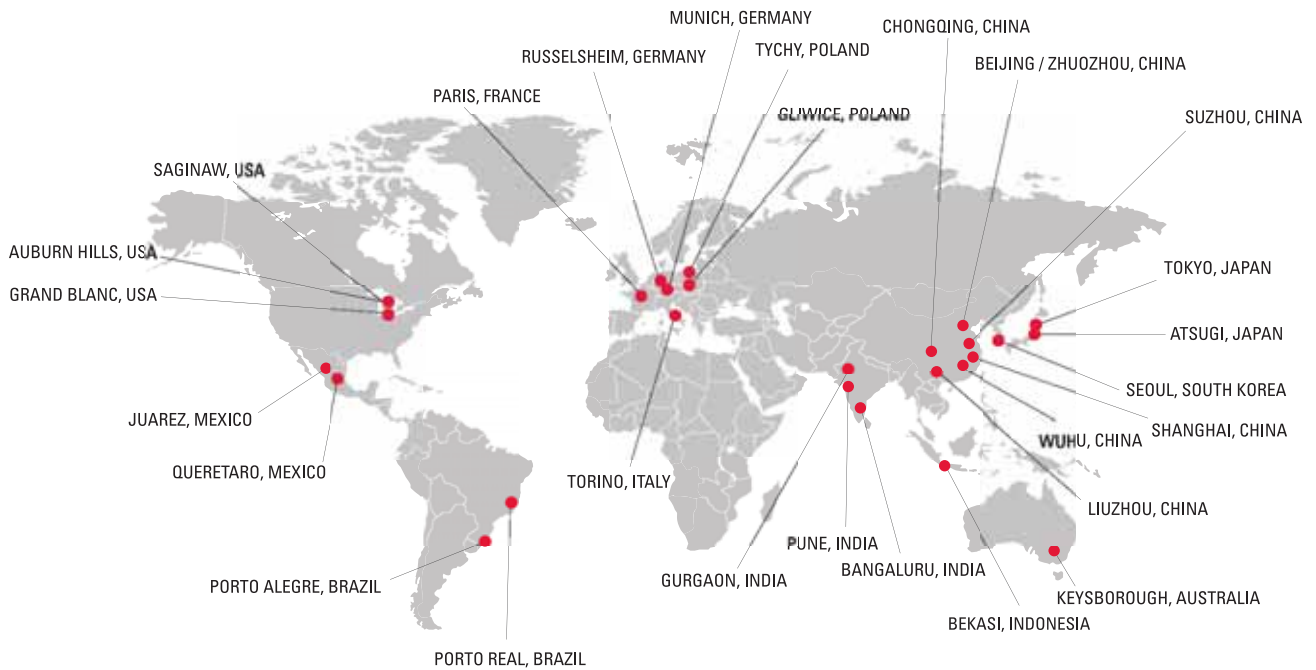 MUNICH, GERMANY
CHONGQING, CHINA
RUSSELSHEIM, GERMANY
TYCHY, POLAND
BEIJING / ZHUOZHOU, CHINA
PARIS, FRANCE
GLIWICE, POLAND
SUZHOU, CHINA
SAGINAW, USA
AUBURN HILLS, USA
TOKYO, JAPAN
GRAND BLANC, USA
ATSUGI, JAPAN
SEOUL, SOUTH KOREA
JUAREZ, MEXICO
SHANGHAI, CHINA
WUHU, CHINA
QUERETARO, MEXICO
TORINO, ITALY
LIUZHOU, CHINA
PUNE, INDIA
BANGALURU, INDIA
GURGAON, INDIA
PORTO ALEGRE, BRAZIL
KEYSBOROUGH, AUSTRALIA
BEKASI, INDONESIA
PORTO REAL, BRAZIL